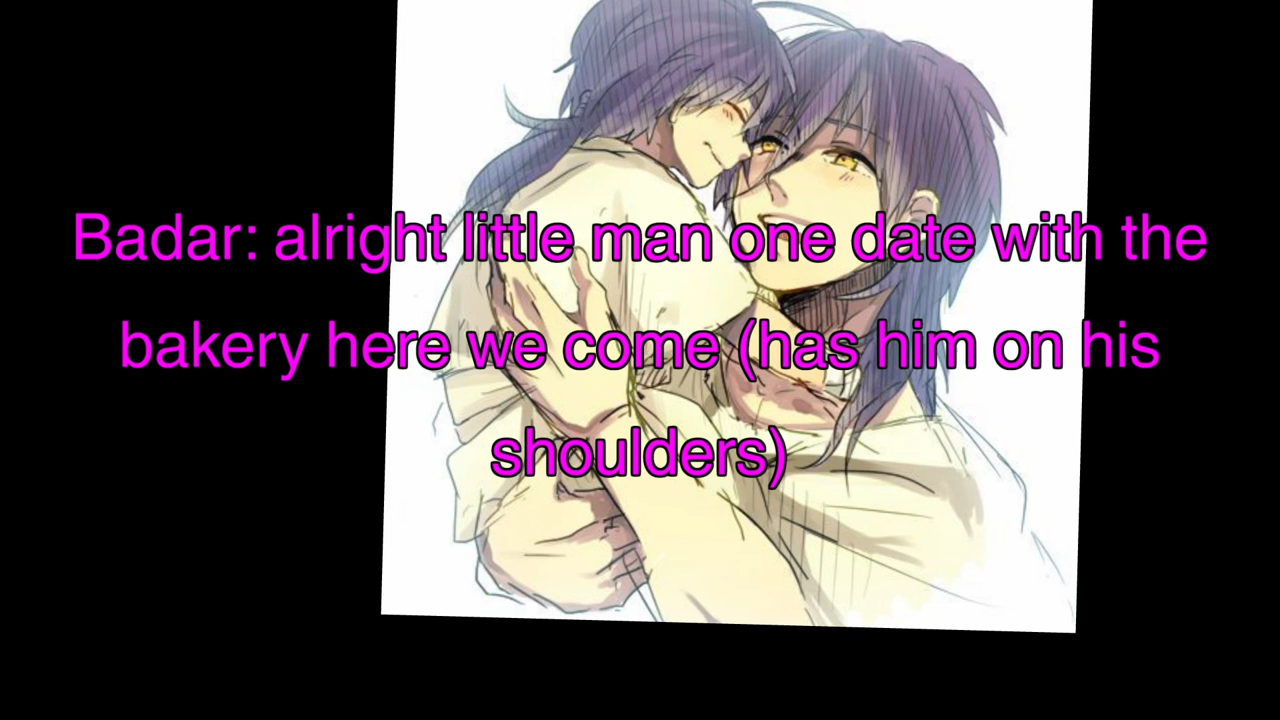 Badar: alright little man one date with the
bakery here we come (has him on his
shoulders)